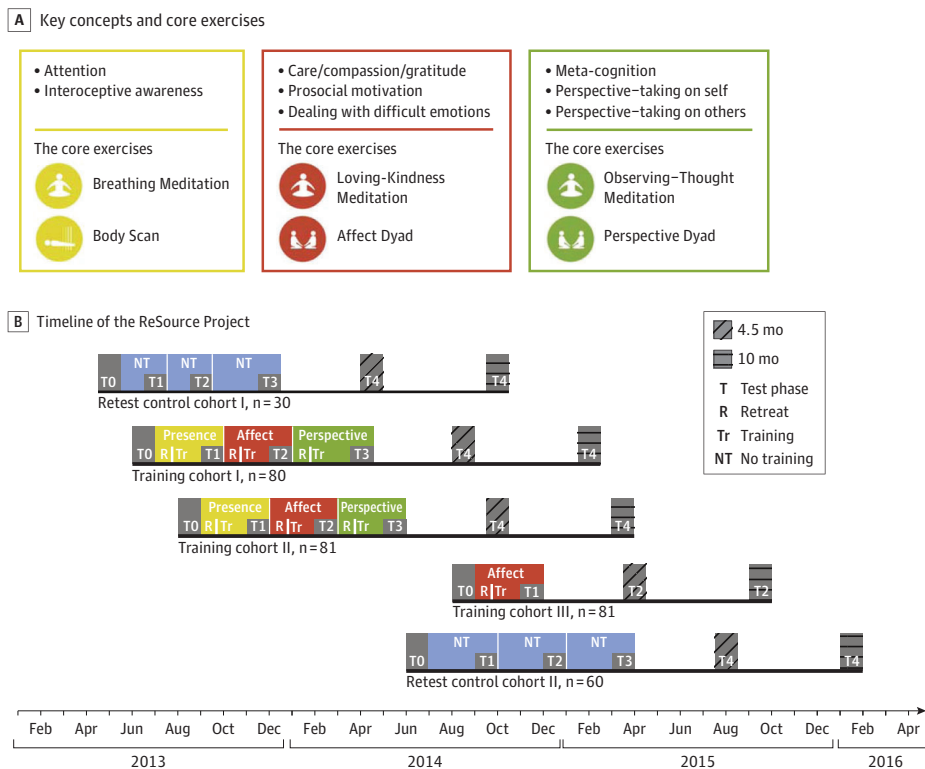 A Key concepts and core exercises
• Attention
• Interoceptive awareness
The core exercises
Breathing Meditation
Body Scan
• Care/compassion/gratitude
• Prosocial motivation
• Dealing with difficult emotions
The core exercises
Loving-Kindness
Meditation
Affect Dyad
• Meta-cognition
• Perspective-taking on self
• Perspective-taking on others
The core exercises
Observing-Thought
Meditation
Perspective Dyad
B Timeline of the ReSource Project
4.5 mo
10 mo
T Test phase
R Retreat
Tr Training
NT No training
NT NT NT
T0 T1 T2 T3 T4 T4
Retest control cohort I, n=30
Presence Affect Perspective
T0 R Tr T1 R Tr T2 R Tr T3 T4 T4
Training cohort I, n=80
Presence Affect Perspective
T0 R Tr T1 R Tr T2 R Tr T3 T4 T4
Training cohort II, n=81
Affect
T0 R Tr T1 T2 T2
Training cohort III, n=81
NT NT NT
T0 T1 T2 T3 T4 T4
Retest control cohort II, n=60
Feb Apr Jun Aug Oct Dec Feb Apr Jun Aug Oct Dec Feb Apr Jun Aug Oct Dec Feb Apr
2013 2014 2015 2016